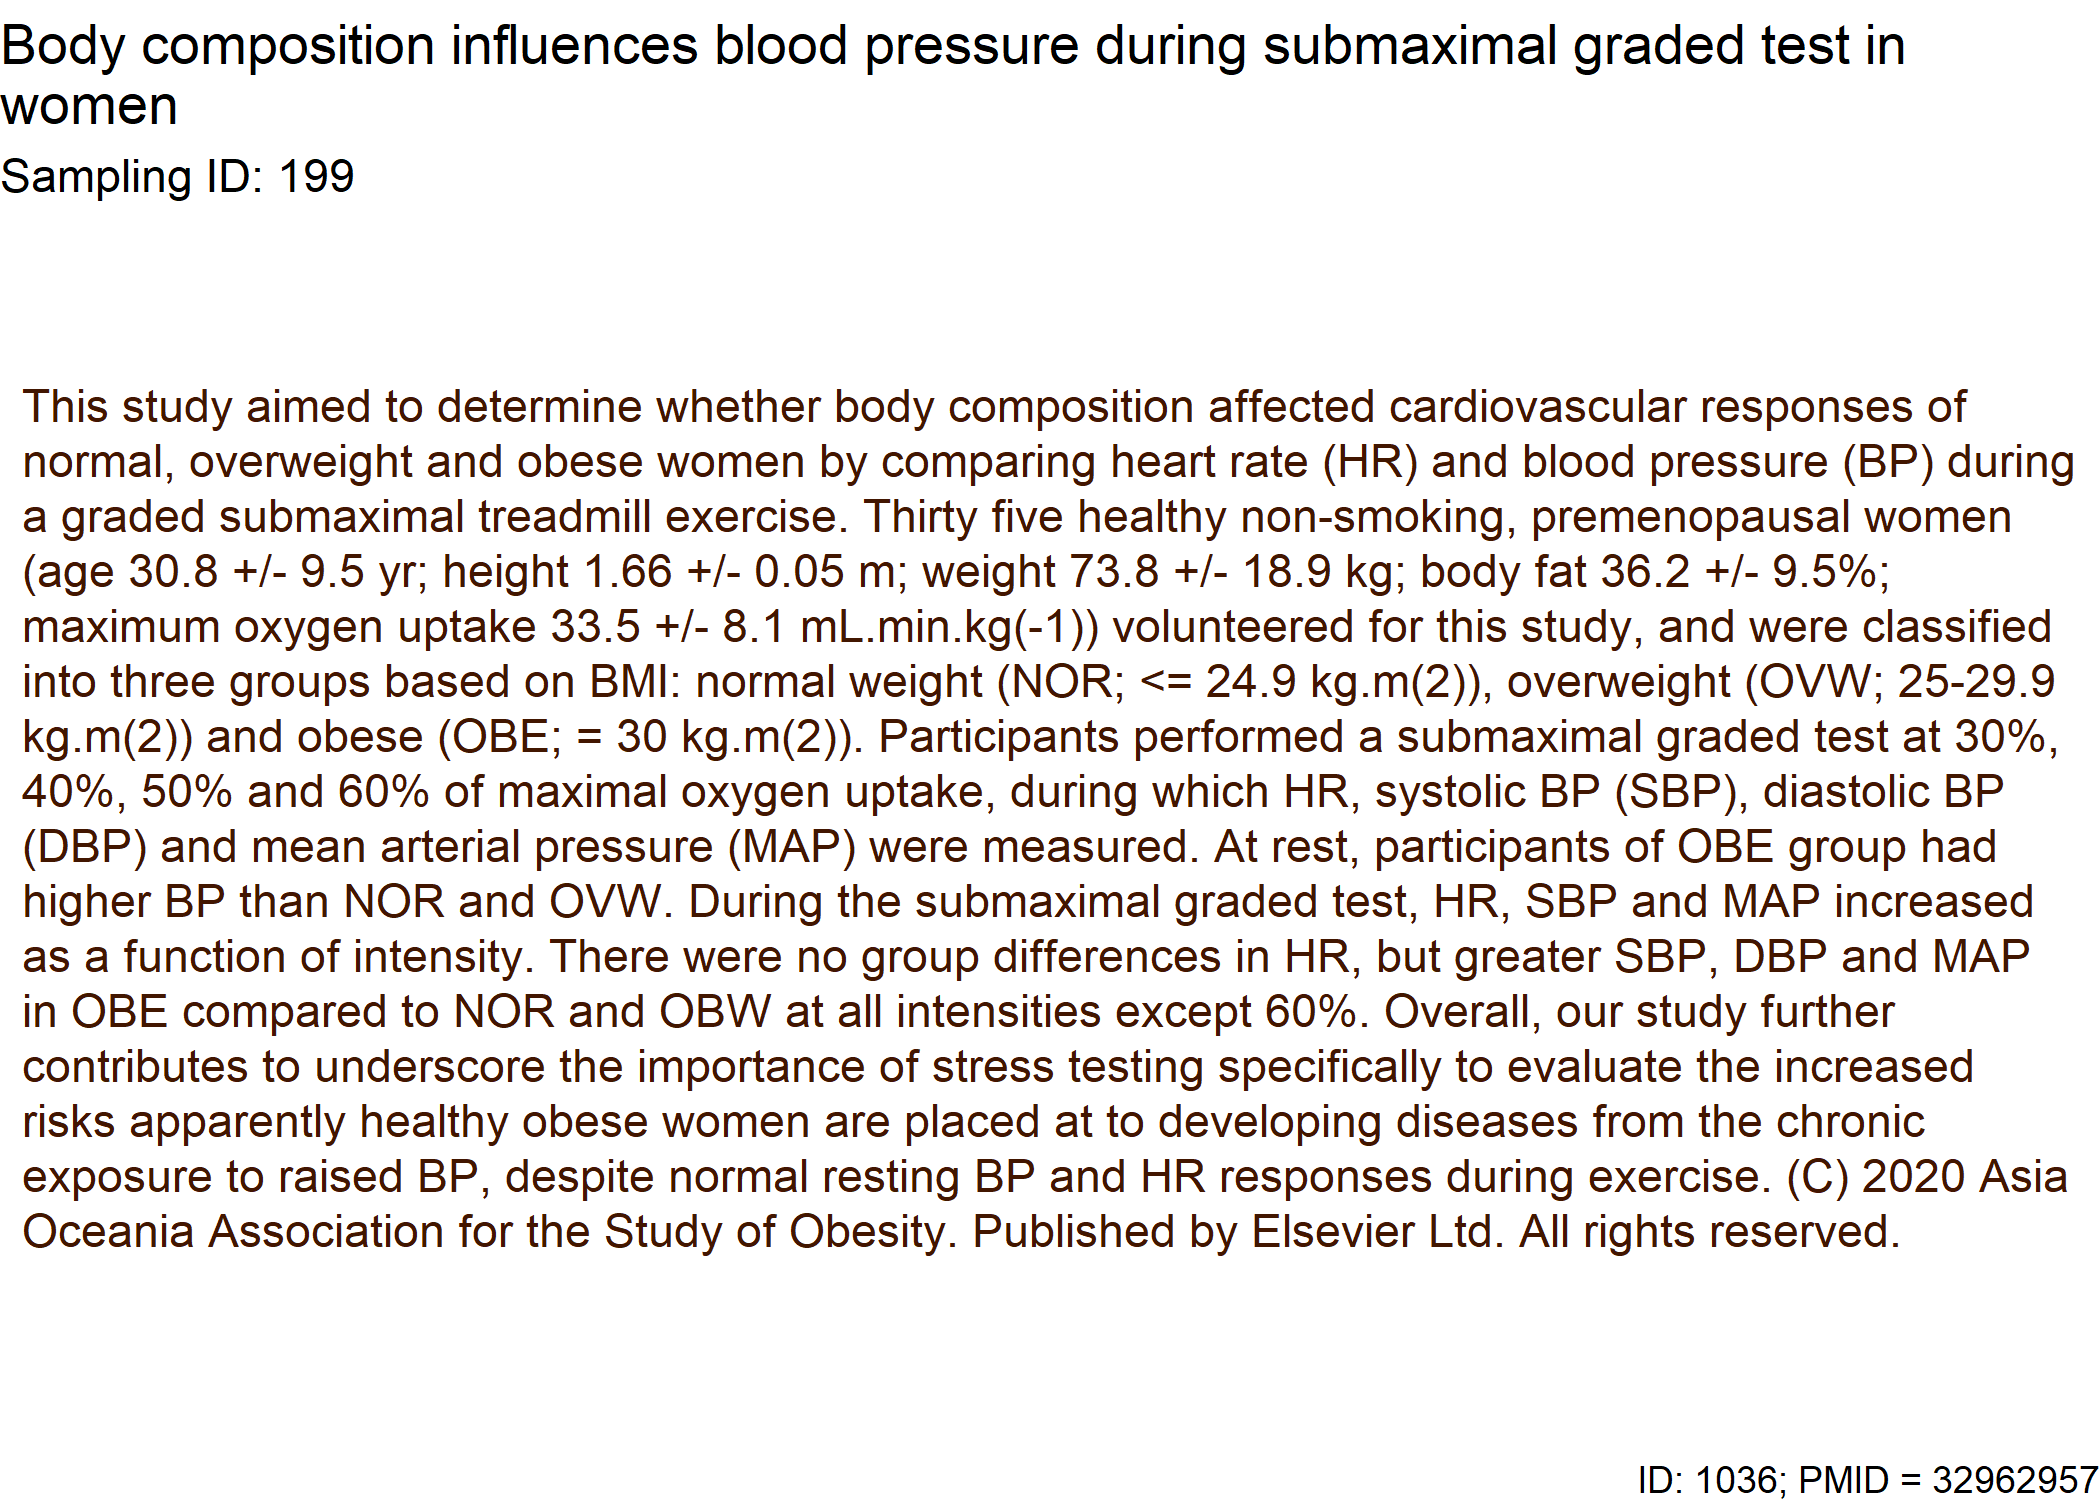 Body composition influences blood pressure during submaximal graded test in
women
Sampling ID: 199
This study aimed to determine whether body composition affected cardiovascular responses of
normal, overweight and obese women by comparing heart rate (HR) and blood pressure (BP) during
a graded submaximal treadmill exercise. Thirty five healthy non-smoking, premenopausal women
(age 30.8 +/- 9.5 yr; height 1.66 +/- 0.05 m; weight 73.8 +/- 18.9 kg; body fat 36.2 +/- 9.5%;
maximum oxygen uptake 33.5 +/- 8.1 mL.min.kg(-1)) volunteered for this study, and were classified
into three groups based on BMI: normal weight (NOR; <= 24.9 kg.m(2)), overweight (OVW; 25-29.9
kg.m(2)) and obese (OBE; = 30 kg.m(2)). Participants performed a submaximal graded test at 30%,
40%, 50% and 60% of maximal oxygen uptake, during which HR, systolic BP (SBP), diastolic BP
(DBP) and mean arterial pressure (MAP) were measured. At rest, participants of OBE group had
higher BP than NOR and OVW. During the submaximal graded test, HR, SBP and MAP increased
as a function of intensity. There were no group differences in HR, but greater SBP, DBP and MAP
in OBE compared to NOR and OBW at all intensities except 60%. Overall, our study further
contributes to underscore the importance of stress testing specifically to evaluate the increased
risks apparently healthy obese women are placed at to developing diseases from the chronic
exposure to raised BP, despite normal resting BP and HR responses during exercise. (C) 2020 Asia
Oceania Association for the Study of Obesity. Published by Elsevier Ltd. All rights reserved.
ID: 1036; PMID = 32962957